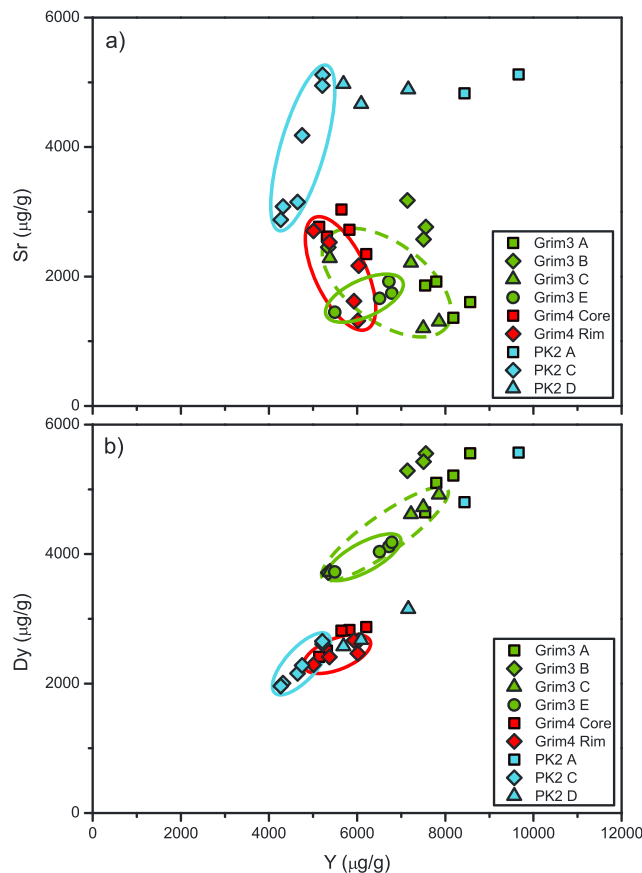 a)
6000
4000
2000
0
Sr (μg/g)
Grim3 A
Grim3 B
Grim3 C
Grim3 E
Grim4 Core
Grim4 Rim
PK2 A
PK2 C
PK2 D
b)
6000
4000
2000
0
Dy (μg/g)
Grim3 A
Grim3 B
Grim3 C
Grim3 E
Grim4 Core
Grim4 Rim
PK2 A
PK2 C
PK2 D
0 2000 4000 6000 8000 10000 12000
Y (μg/g)